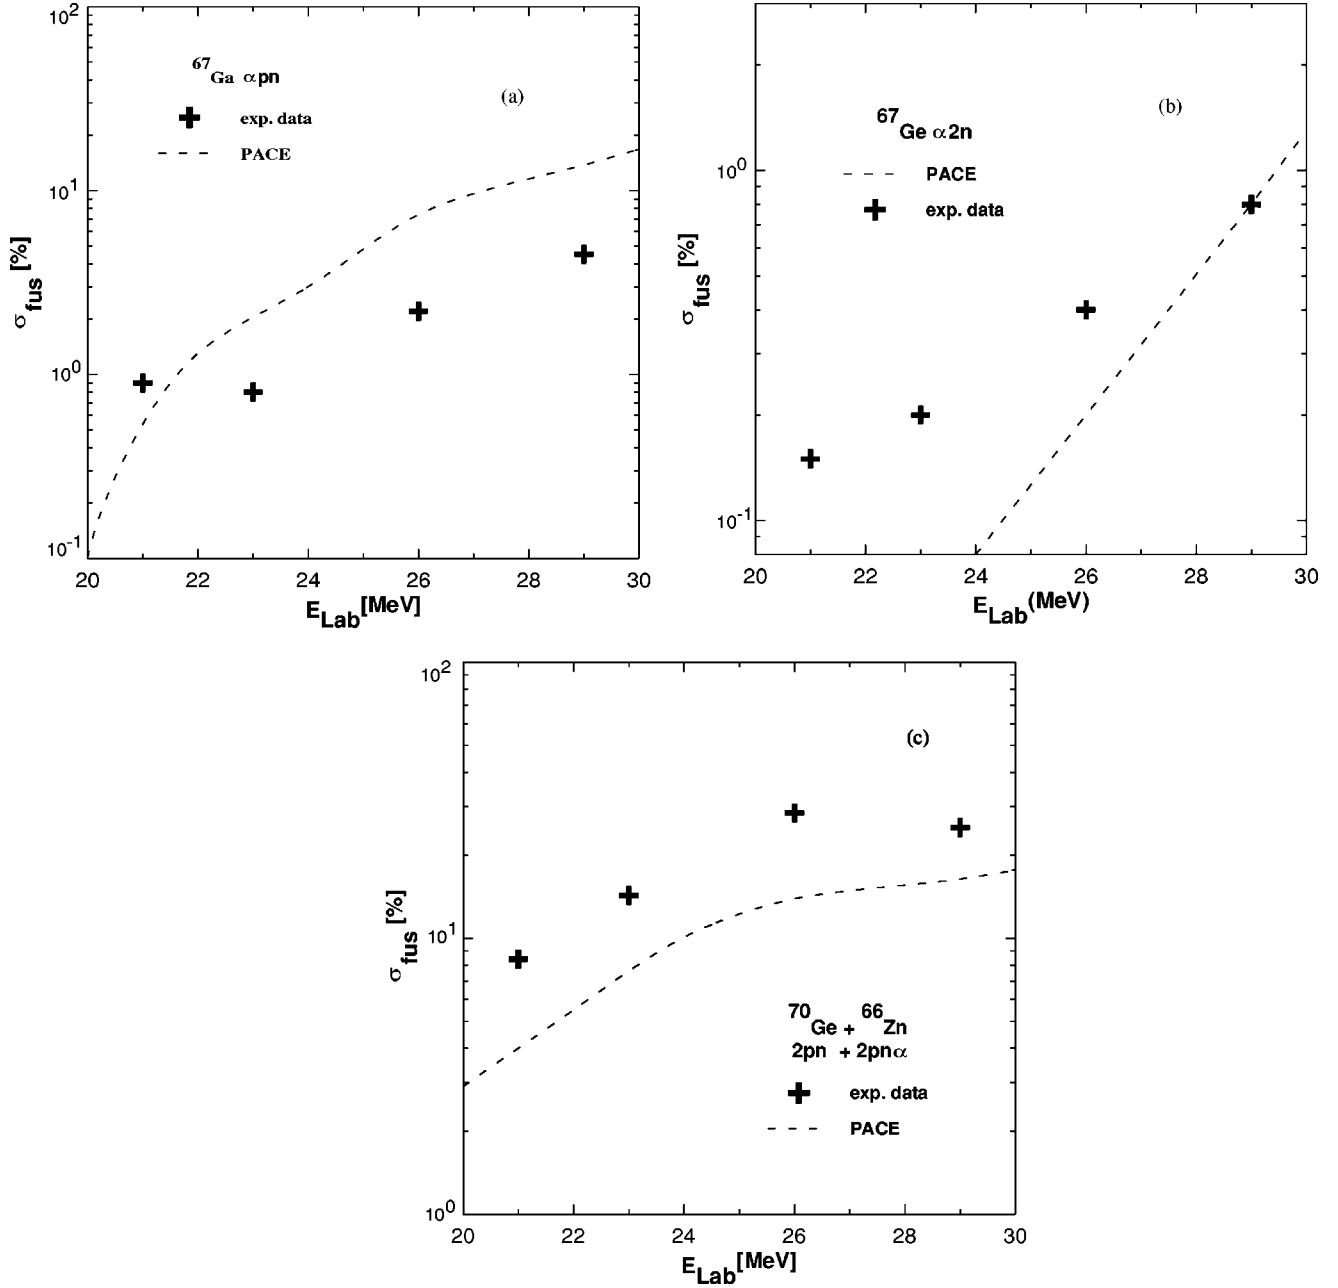 10²
⁶⁷Ga αpn
exp. data
PACE
(a)
10¹
σfus [%]
10⁰
10⁻¹
20 22 24 26 28 30
ELab[MeV]
(b)
⁶⁷Ge α2n
PACE
exp. data
10⁰
σfus [%]
10⁻¹
20 22 24 26 28 30
ELab(MeV)
10²
(c)
σfus [%]
10¹
⁷⁰Ge + ⁶⁶Zn
2pn + 2pnα
exp. data
PACE
10⁰
20 22 24 26 28 30
ELab[MeV]